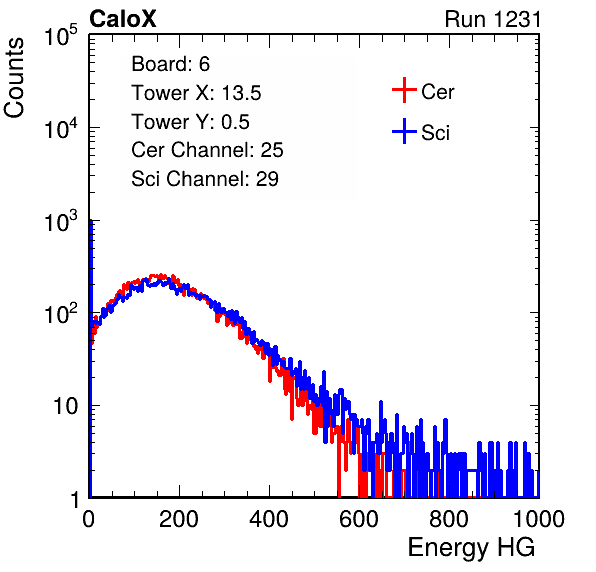 CaloX Run 1231
Counts
Board: 6
Tower X: 13.5
Tower Y: 0.5
Cer Channel: 25
Sci Channel: 29
Cer
Sci
10^5
10^4
10^3
10^2
10
1
0 200 400 600 800 1000
Energy HG